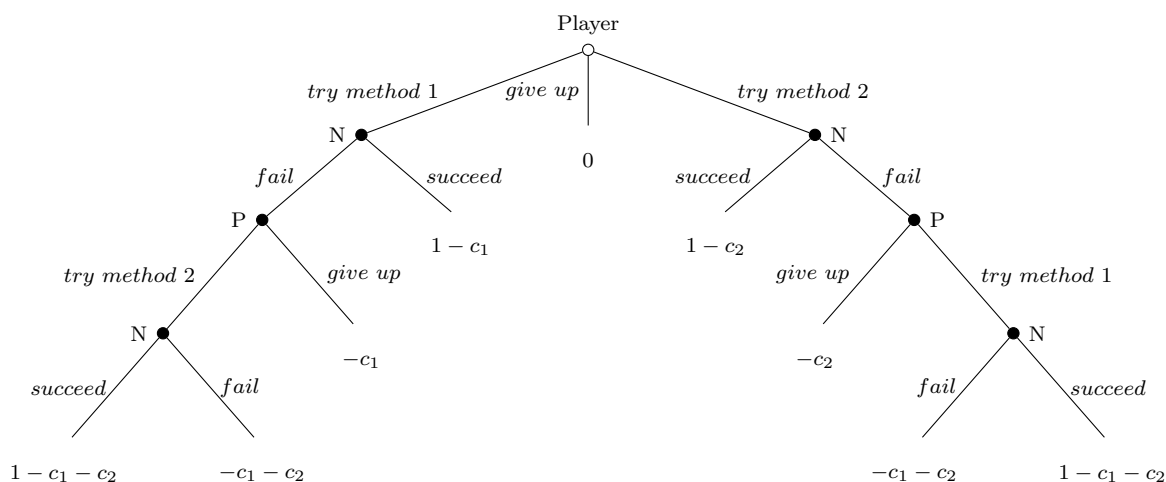 Player
try method 1 give up try method 2
N N
0
fail succeed succeed fail
P P
1 − c₁ 1 − c₂
try method 2 give up give up try method 1
N N
−c₁ −c₂
succeed fail fail succeed
1 − c₁ − c₂ −c₁ − c₂ −c₁ − c₂ 1 − c₁ − c₂